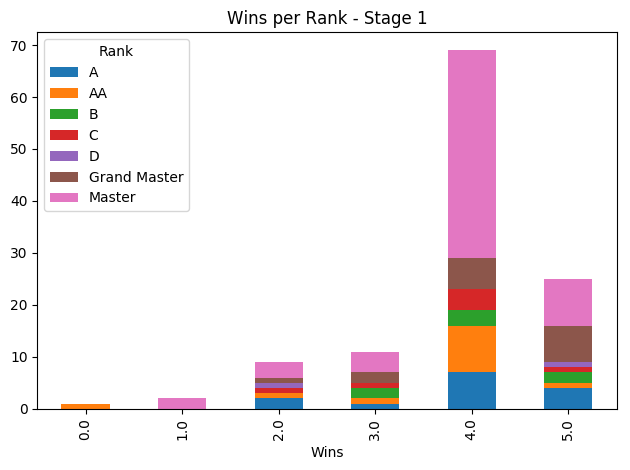 Wins per Rank - Stage 1
70
60
50
40
30
20
10
0
Rank
A
AA
B
C
D
Grand Master
Master
0.0
1.0
2.0
3.0
4.0
5.0
Wins